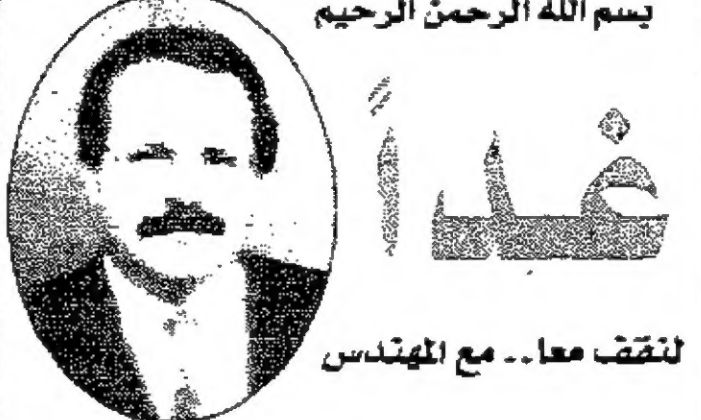 بسم الله الرحمن الرحيم
غداً
لنقف معا.. مع المهندس